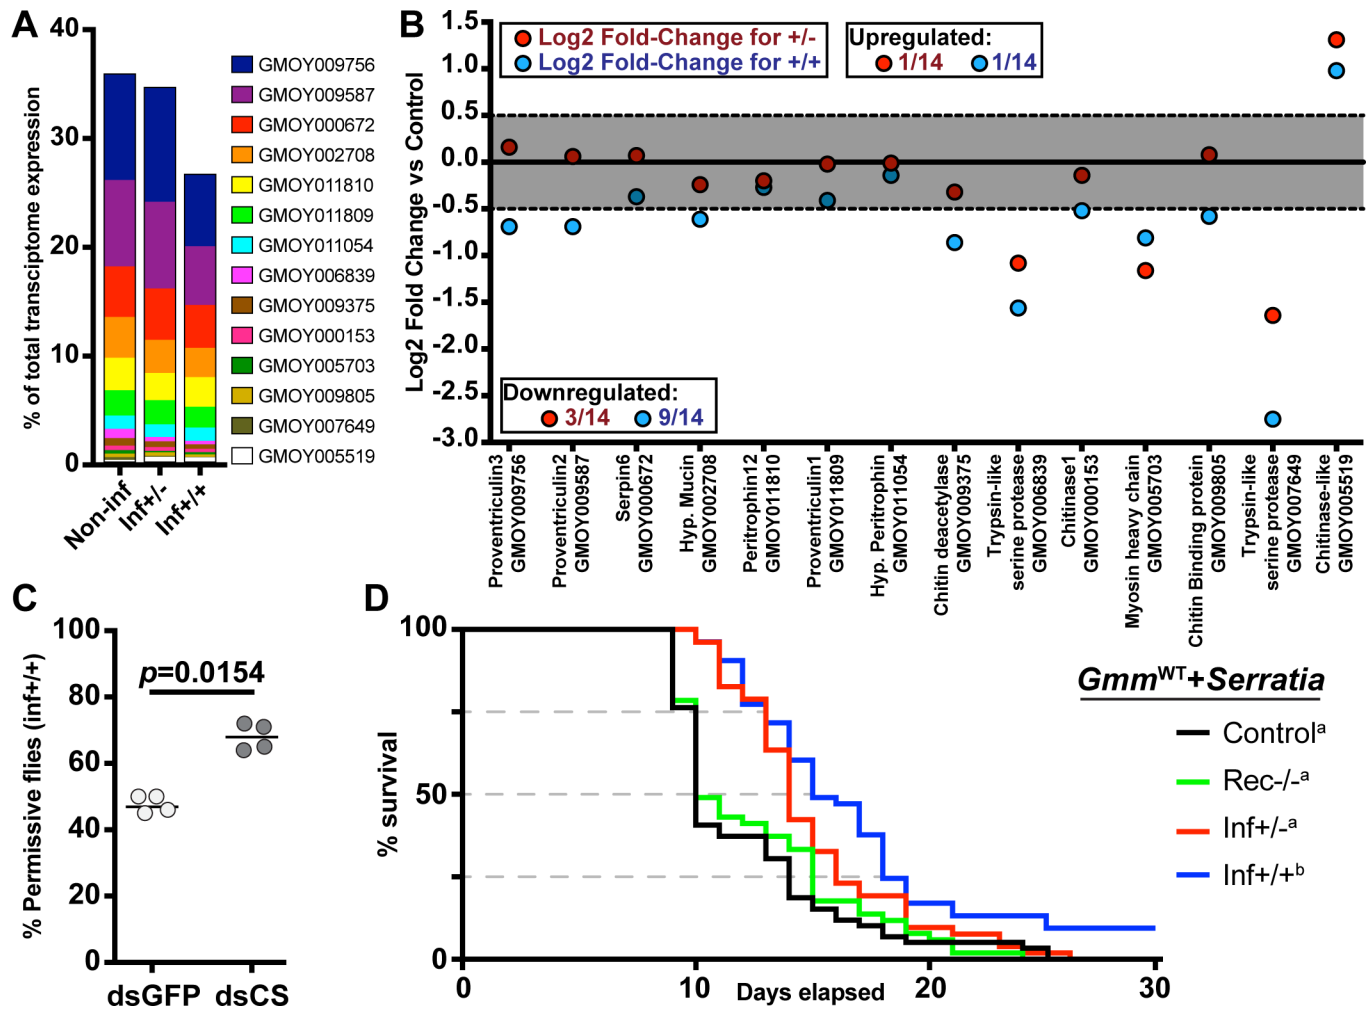 A
% of total transciptome expression
40
30
20
10
0
Non-inf
Inf+/-
Inf+/+
GMOY009756
GMOY009587
GMOY000672
GMOY002708
GMOY011810
GMOY011809
GMOY011054
GMOY006839
GMOY009375
GMOY000153
GMOY005703
GMOY009805
GMOY007649
GMOY005519
B
Log2 Fold Change vs Control
1.5
1.0
0.5
0.0
-0.5
-1.0
-1.5
-2.0
-2.5
-3.0
Log2 Fold-Change for +/-
Log2 Fold-Change for +/+
Upregulated:
1/14 1/14
Downregulated:
3/14 9/14
Proventriculin3
GMOY009756
Proventriculin2
GMOY009587
Serpin6
GMOY000672
Hyp. Mucin
GMOY002708
Peritrophin12
GMOY011810
Proventriculin1
GMOY011809
Hyp. Peritrophin
GMOY011054
Chitin deacetylase
GMOY009375
Trypsin-like
serine protease
GMOY006839
Chitinase1
GMOY000153
Myosin heavy chain
GMOY005703
Chitin Binding protein
GMOY009805
Trypsin-like
serine protease
GMOY007649
Chitinase-like
GMOY005519
C
% Permissive flies (inf+/+)
100
80
60
40
20
0
p=0.0154
dsGFP dsCS
D
% survival
100
50
0
0 10 20 30
Days elapsed
Gmm^WT+Serratia
Control^a
Rec-/-^a
Inf+/-^a
Inf+/+^b